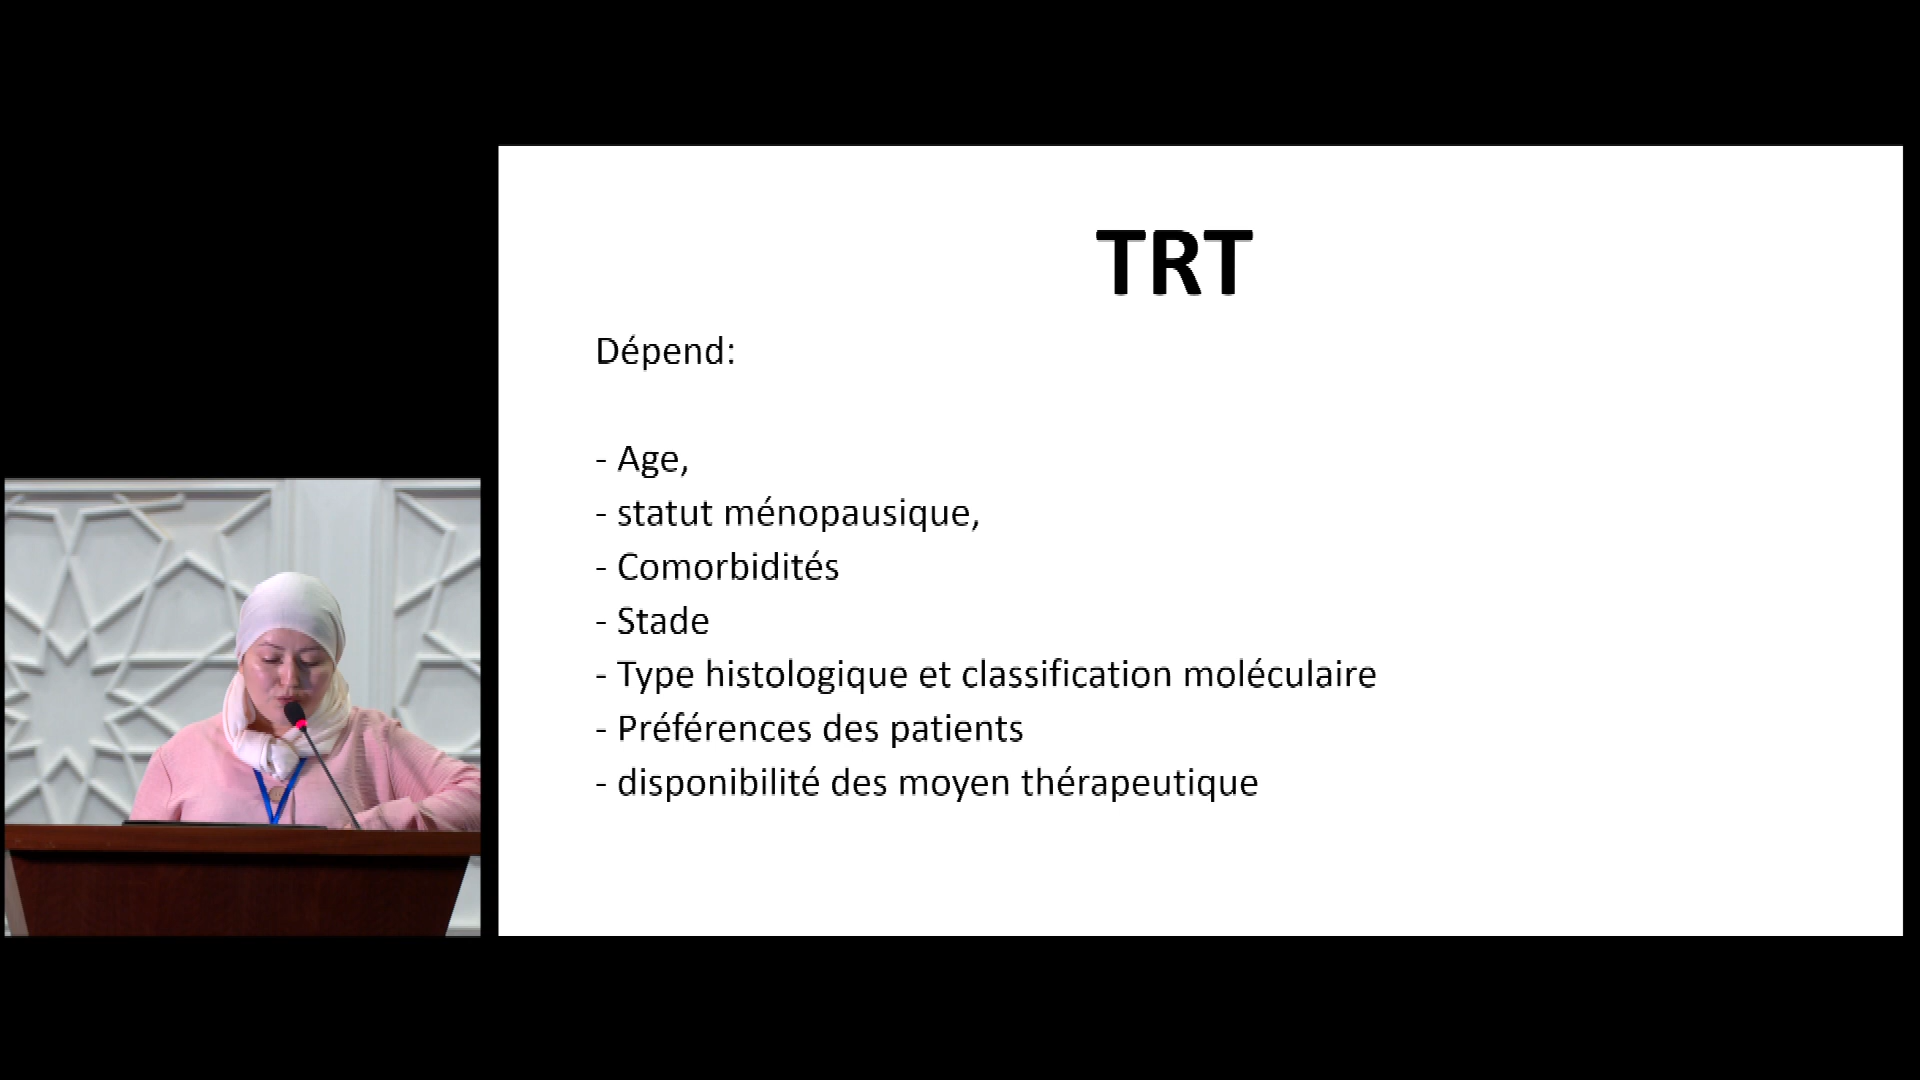 TRT
Dépend:
- Age,
- statut ménopausique,
- Comorbidités
- Stade
- Type histologique et classification moléculaire
- Préférences des patients
- disponibilité des moyen thérapeutique